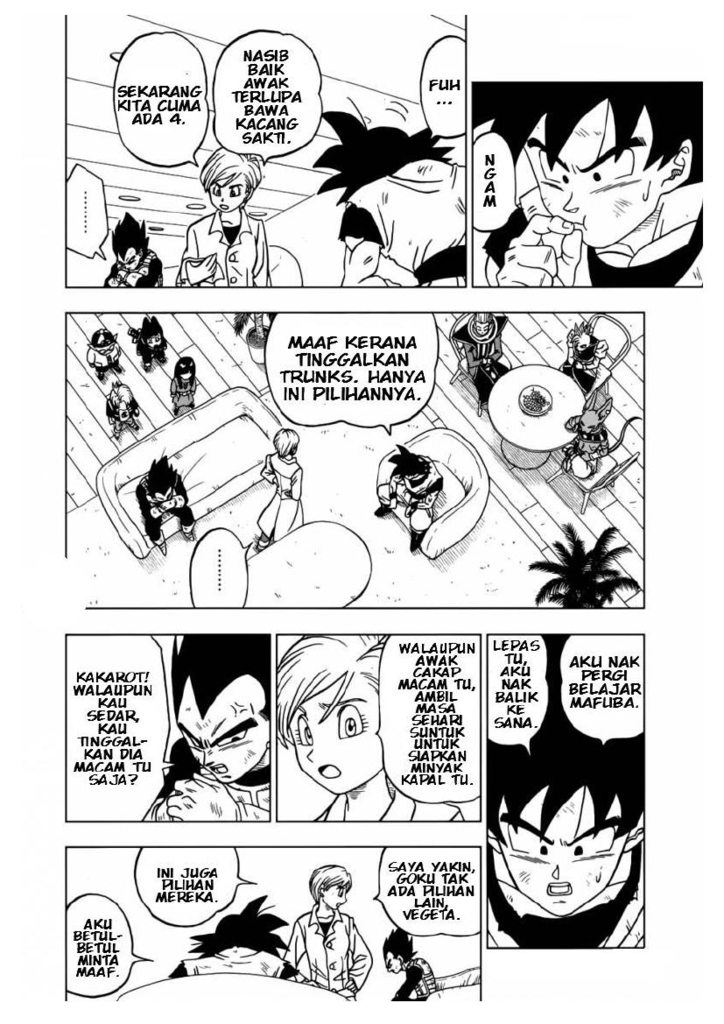 NGAM
FUH
...
NASIB
BAIK
AWAK
TERLUPA
BAWA
KACANG
SAKTI.
SEKARANG
KITA CUMA
ADA 4.
........
MAAF KERANA
TINGGALKAN
TRUNKS. HANYA
INI PILIHANNYA.
........
AKU NAK
PERGI
BELAJAR
MAFUBA.
LEPAS
TU,
AKU
NAK
BALIK
KE
SANA.
WALAUPUN
AWAK
CAKAP
MACAM TU,
AMBIL
MASA
SEHARI
SUNTUK
UNTUK
SIAPKAN
MINYAK
KAPAL TU.
KAKAROT!
WALAUPUN
KAU
SEDAR,
KAU
TINGGAL-
KAN DIA
MACAM TU
SAJA?
SAYA YAKIN,
GOKU TAK
ADA PILIHAN
LAIN,
VEGETA.
INI JUGA
PILIHAN
MEREKA.
AKU
BETUL-
BETUL
MINTA
MAAF.